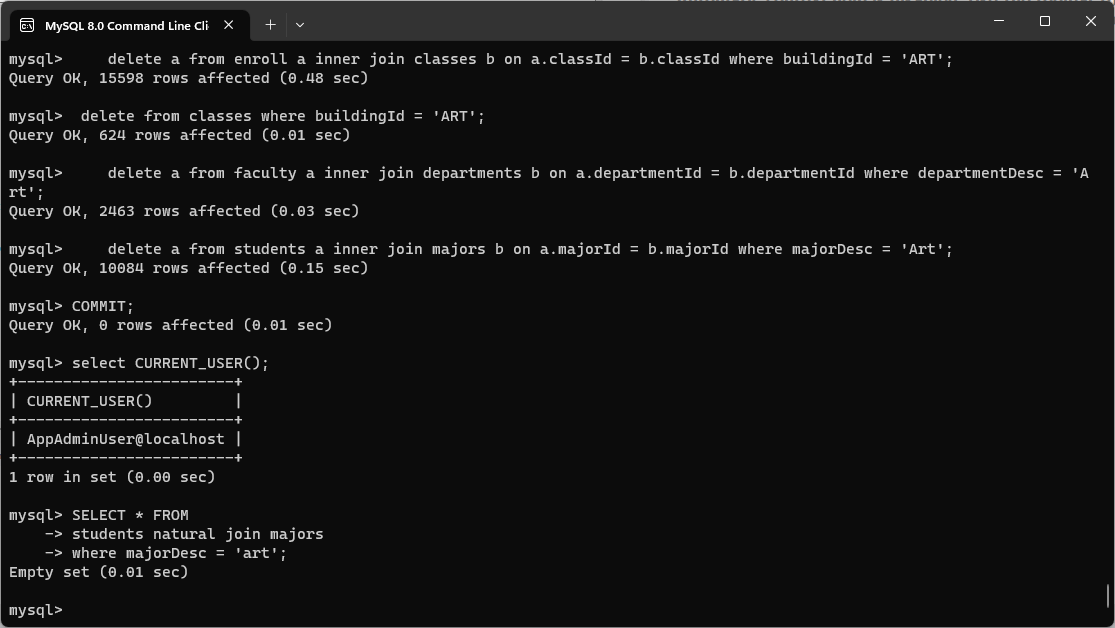 MySQL 8.0 Command Line Cli
mysql>     delete a from enroll a inner join classes b on a.classId = b.classId where buildingId = 'ART';
Query OK, 15598 rows affected (0.48 sec)
mysql>  delete from classes where buildingId = 'ART';
Query OK, 624 rows affected (0.01 sec)
mysql>     delete a from faculty a inner join departments b on a.departmentId = b.departmentId where departmentDesc = 'A
rt';
Query OK, 2463 rows affected (0.03 sec)
mysql>     delete a from students a inner join majors b on a.majorId = b.majorId where majorDesc = 'Art';
Query OK, 10084 rows affected (0.15 sec)
mysql> COMMIT;
Query OK, 0 rows affected (0.01 sec)
mysql> select CURRENT_USER();
+------------------------+
| CURRENT_USER()         |
+------------------------+
| AppAdminUser@localhost |
+------------------------+
1 row in set (0.00 sec)
mysql> SELECT * FROM
    -> students natural join majors
    -> where majorDesc = 'art';
Empty set (0.01 sec)
mysql>